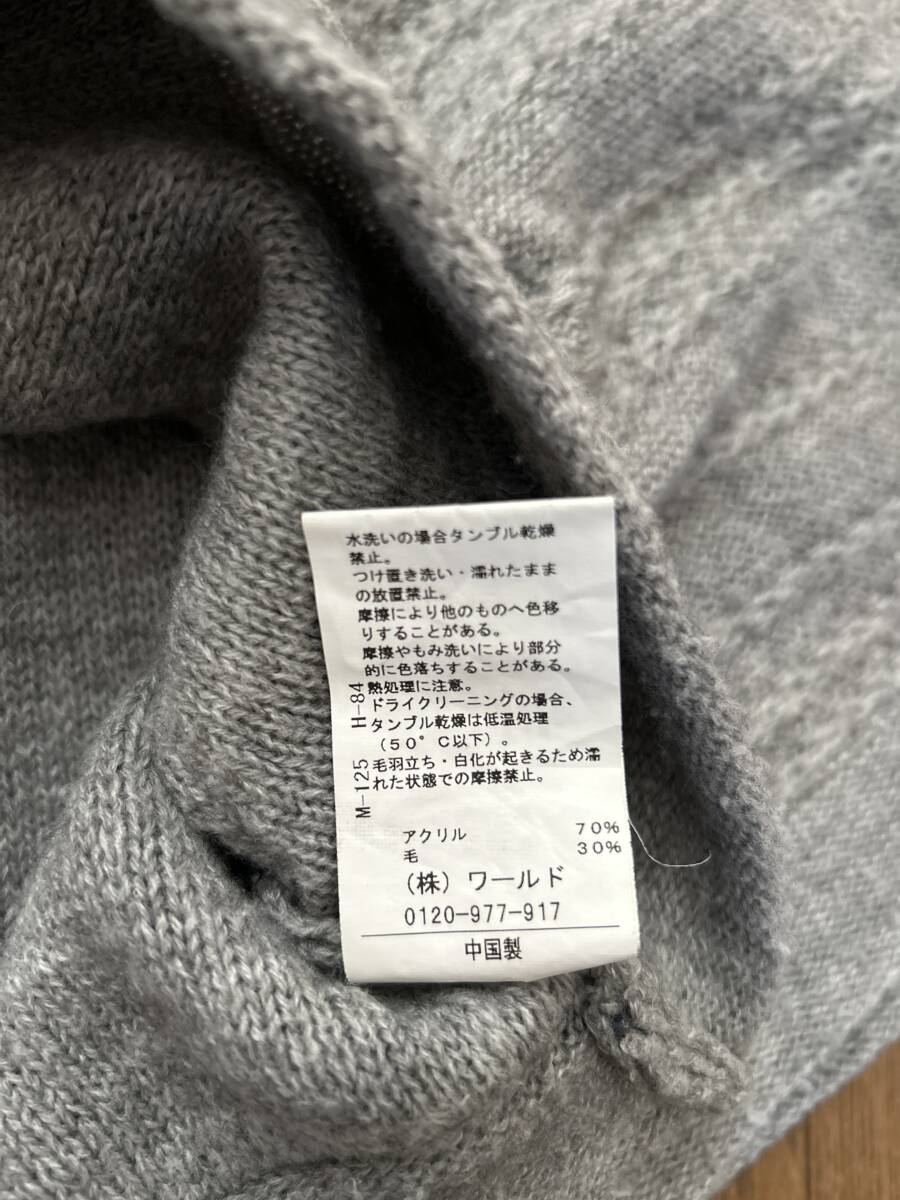 水洗いの場合タンブル乾燥
禁止。
つけ置き洗い・濡れたまま
の放置禁止。
摩擦により他のものへ色移
りすることがある。
摩擦やもみ洗いにより部分
的に色落ちすることがある。
熱処理に注意。
ドライクリーニングの場合、
タンブル乾燥は低温処理
(50°C以下)。
毛羽立ち・白化が起きるため濡
れた状態での摩擦禁止。
M-125 H-84
アクリル 70%
毛 30%
(株)ワールド
0120-977-917
中国製